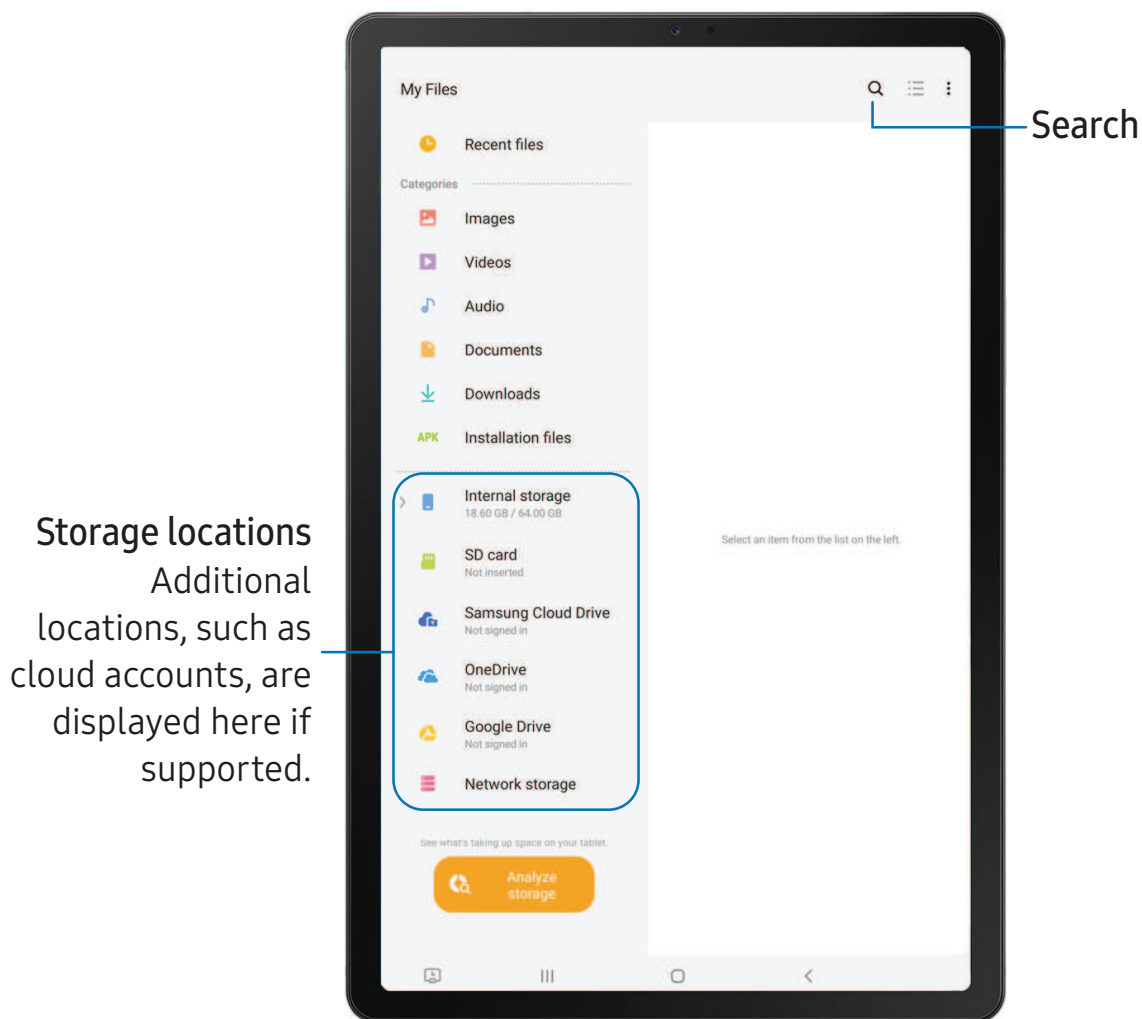 My Files
Search
Recent files
Categories
Images
Videos
Audio
Documents
Downloads
APK Installation files
Internal storage
18.60 GB / 64.00 GB
SD card
Not inserted
Samsung Cloud Drive
Not signed in
OneDrive
Not signed in
Google Drive
Not signed in
Network storage
See what's taking up space on your tablet.
Analyze
storage
Select an item from the list on the left.
Storage locations
Additional
locations, such as
cloud accounts, are
displayed here if
supported.